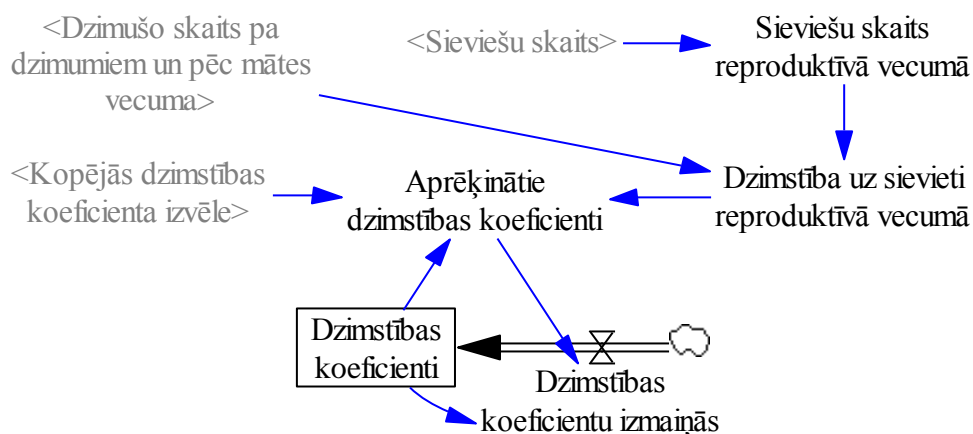 <Dzimušo skaits pa
dzimumiem un pēc mātes
vecuma>
<Sieviešu skaits>
Sieviešu skaits
reproduktīvā vecumā
<Kopējās dzimstības
koeficienta izvēle>
Aprēķinātie
dzimstības koeficienti
Dzimstība uz sievieti
reproduktīvā vecumā
Dzimstības
koeficienti
Dzimstības
koeficientu izmaiņās